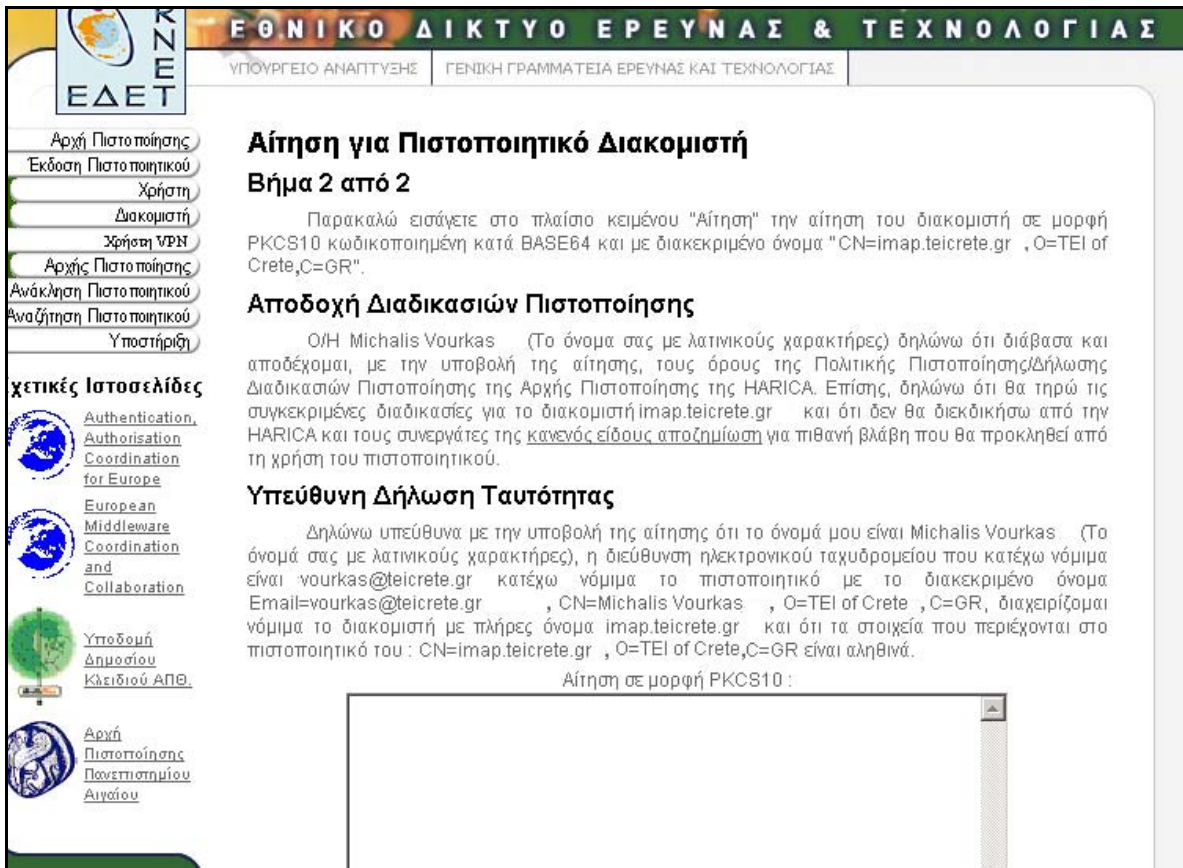 RNET
ΕΔΕΤ
ΕΘΝΙΚΟ ΔΙΚΤΥΟ ΕΡΕΥΝΑΣ & ΤΕΧΝΟΛΟΓΙΑΣ
ΥΠΟΥΡΓΕΙΟ ΑΝΑΠΤΥΞΗΣ
ΓΕΝΙΚΗ ΓΡΑΜΜΑΤΕΙΑ ΕΡΕΥΝΑΣ ΚΑΙ ΤΕΧΝΟΛΟΓΙΑΣ
Αρχή Πιστοποίησης
Έκδοση Πιστοποιητικού
Χρήστη
Διακομιστή
Χρήστη VPN
Αρχής Πιστοποίησης
Ανάκληση Πιστοποιητικού
Αναζήτηση Πιστοποιητικού
Υποστήριξη
χετικές Ιστοσελίδες
Authentication,
Authorisation
Coordination
for Europe
European
Middleware
Coordination
and
Collaboration
Υποδομή
Δημοσίου
Κλειδιού ΑΠΘ.
Αρχή
Πιστοποίησης
Πανεπιστημίου
Αιγαίου
Αίτηση για Πιστοποιητικό Διακομιστή
Βήμα 2 από 2
Παρακαλώ εισάγετε στο πλαίσιο κειμένου "Αίτηση" την αίτηση του διακομιστή σε μορφή
PKCS10 κωδικοποιημένη κατά BASE64 και με διακεκριμένο όνομα "CN=imap.teicrete.gr , O=TEI of
Crete,C=GR".
Αποδοχή Διαδικασιών Πιστοποίησης
Ο/Η Michalis Vourkas (Το όνομα σας με λατινικούς χαρακτήρες) δηλώνω ότι διάβασα και
αποδέχομαι, με την υποβολή της αίτησης, τους όρους της Πολιτικής Πιστοποίησης/Δήλωσης
Διαδικασιών Πιστοποίησης της Αρχής Πιστοποίησης της HARICA. Επίσης, δηλώνω ότι θα τηρώ τις
συγκεκριμένες διαδικασίες για το διακομιστή imap.teicrete.gr και ότι δεν θα διεκδικήσω από την
HARICA και τους συνεργάτες της κανενός είδους αποζημίωση για πιθανή βλάβη που θα προκληθεί από
τη χρήση του πιστοποιητικού.
Υπεύθυνη Δήλωση Ταυτότητας
Δηλώνω υπεύθυνα με την υποβολή της αίτησης ότι το όνομά μου είναι Michalis Vourkas (Το
όνομά σας με λατινικούς χαρακτήρες), η διεύθυνση ηλεκτρονικού ταχυδρομείου που κατέχω νόμιμα
είναι vourkas@teicrete.gr κατέχω νόμιμα το πιστοποιητικό με το διακεκριμένο όνομα
Email=vourkas@teicrete.gr , CN=Michalis Vourkas , O=TEI of Crete ,C=GR, διαχειρίζομαι
νόμιμα το διακομιστή με πλήρες όνομα imap.teicrete.gr και ότι τα στοιχεία που περιέχονται στο
πιστοποιητικό του : CN=imap.teicrete.gr , O=TEI of Crete,C=GR είναι αληθινά.
Αίτηση σε μορφή PKCS10 :